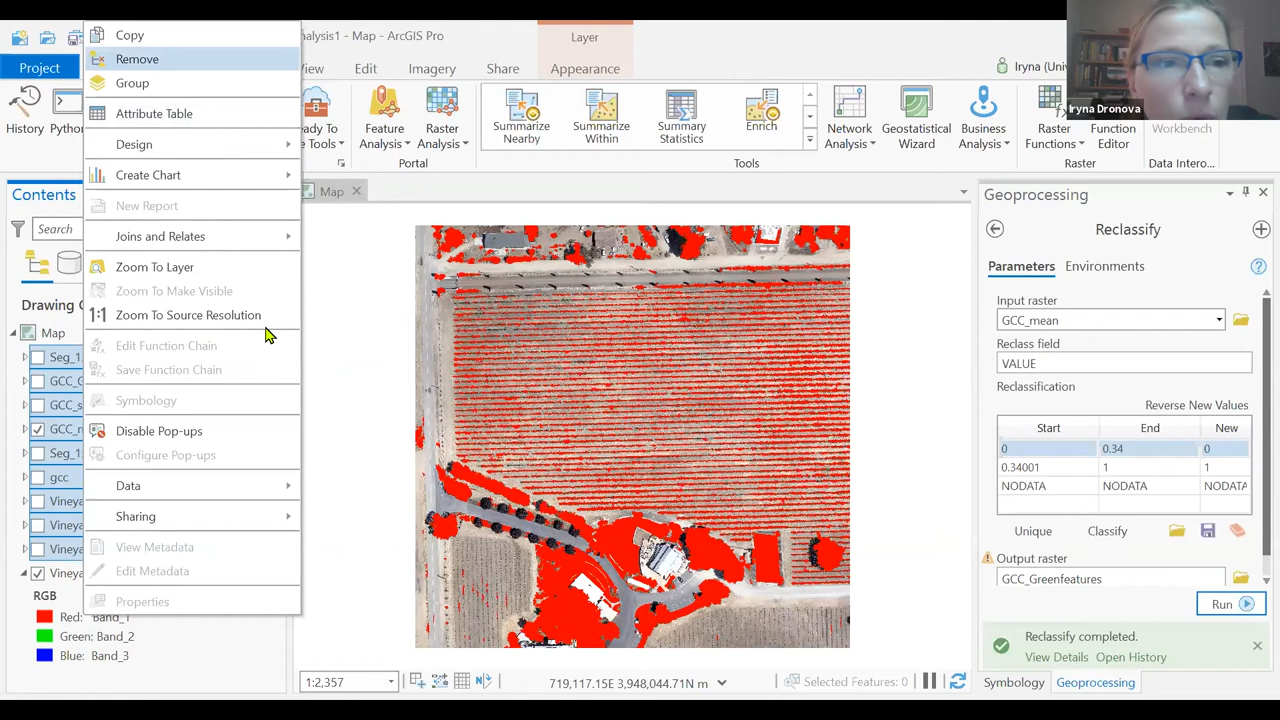 Copy
Remove
Group
Attribute Table
Design
Create Chart
New Report
Joins and Relates
Zoom To Layer
Zoom To Make Visible
Zoom To Source Resolution
Edit Function Chain
Save Function Chain
Symbology
Disable Pop-ups
Configure Pop-ups
Data
Sharing
View Metadata
Edit Metadata
Properties
nalysis1 - Map - ArcGIS Pro
Layer
Project
View
Edit
Imagery
Share
Appearance
Iryna (Univ
Iryna Dronova
History
Python
Ready To
Use Tools
Feature
Analysis
Raster
Analysis
Portal
Summarize
Nearby
Summarize
Within
Summary
Statistics
Enrich
Tools
Network
Analysis
Geostatistical
Wizard
Business
Analysis
Raster
Functions
Function
Editor
Raster
Workbench
Data Intero...
Contents
Search
Drawing O
Map
Seg_1
GCC_G
GCC_s
GCC_m
Seg_1
gcc
Vineya
Vineya
Vineya
Vineya
RGB
Red: Band_1
Green: Band_2
Blue: Band_3
Map
1:2,357
719,117.15E 3,948,044.71N m
Selected Features: 0
Geoprocessing
Reclassify
Parameters
Environments
Input raster
GCC_mean
Reclass field
VALUE
Reclassification
Reverse New Values
Start End New
0 0.34 0
0.34001 1 1
NODATA NODATA NODATA
Unique
Classify
Output raster
GCC_Greenfeatures
Run
Reclassify completed.
View Details Open History
Symbology
Geoprocessing